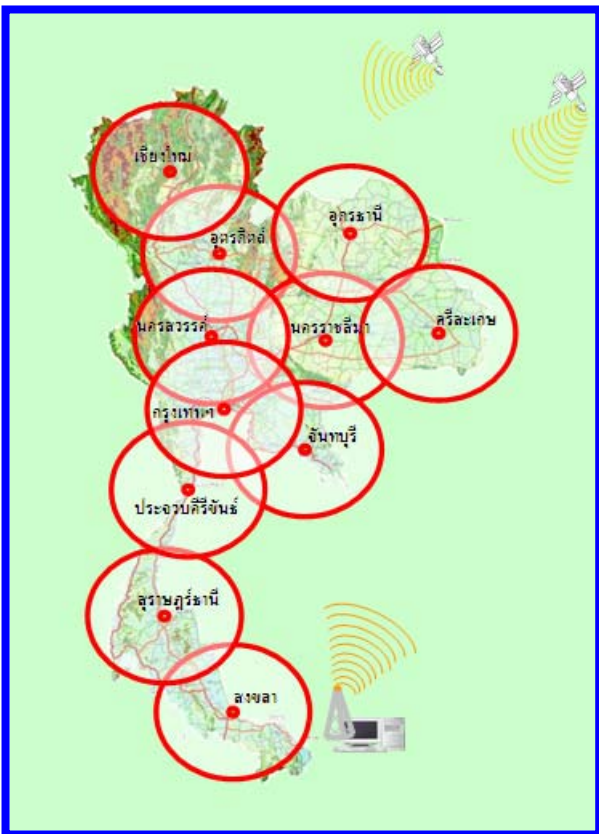 เชียงใหม่
อุตรดิตถ์
อุดรธานี
นครสวรรค์
นครราชสีมา
ศรีสะเกษ
กรุงเทพฯ
จันทบุรี
ประจวบคีรีขันธ์
สุราษฎร์ธานี
สงขลา